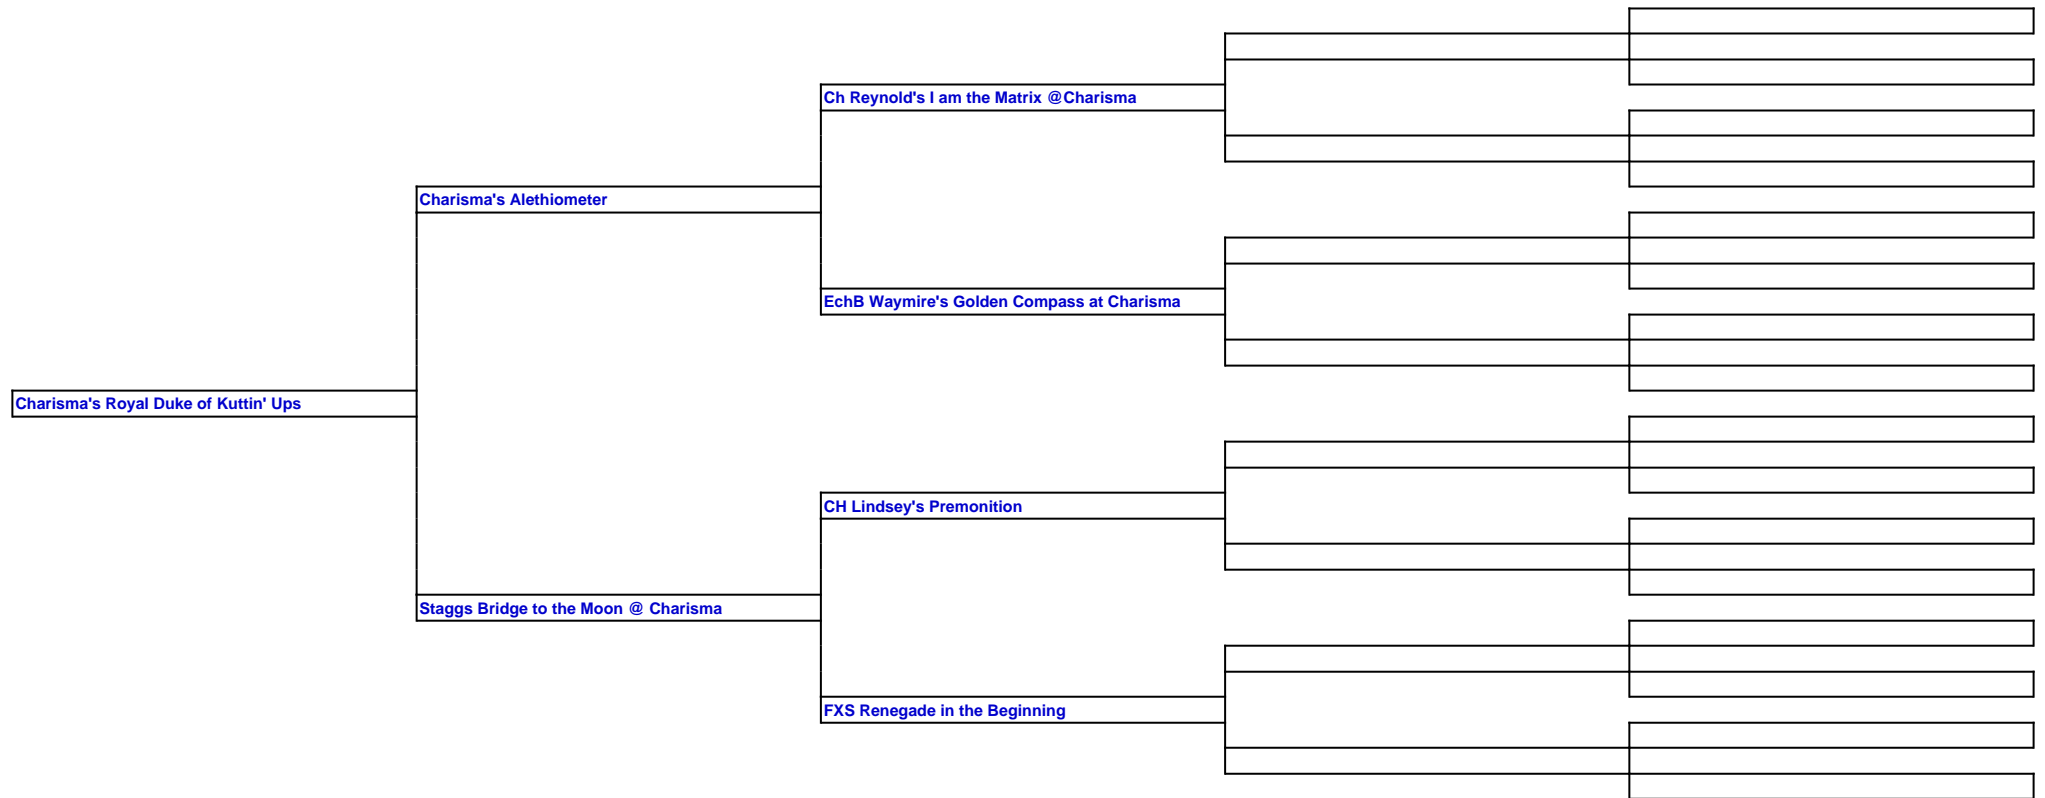 Ch Reynold's I am the Matrix @Charisma
Charisma's Alethiometer
EchB Waymire's Golden Compass at Charisma
Charisma's Royal Duke of Kuttin' Ups
CH Lindsey's Premonition
Staggs Bridge to the Moon @ Charisma
FXS Renegade in the Beginning